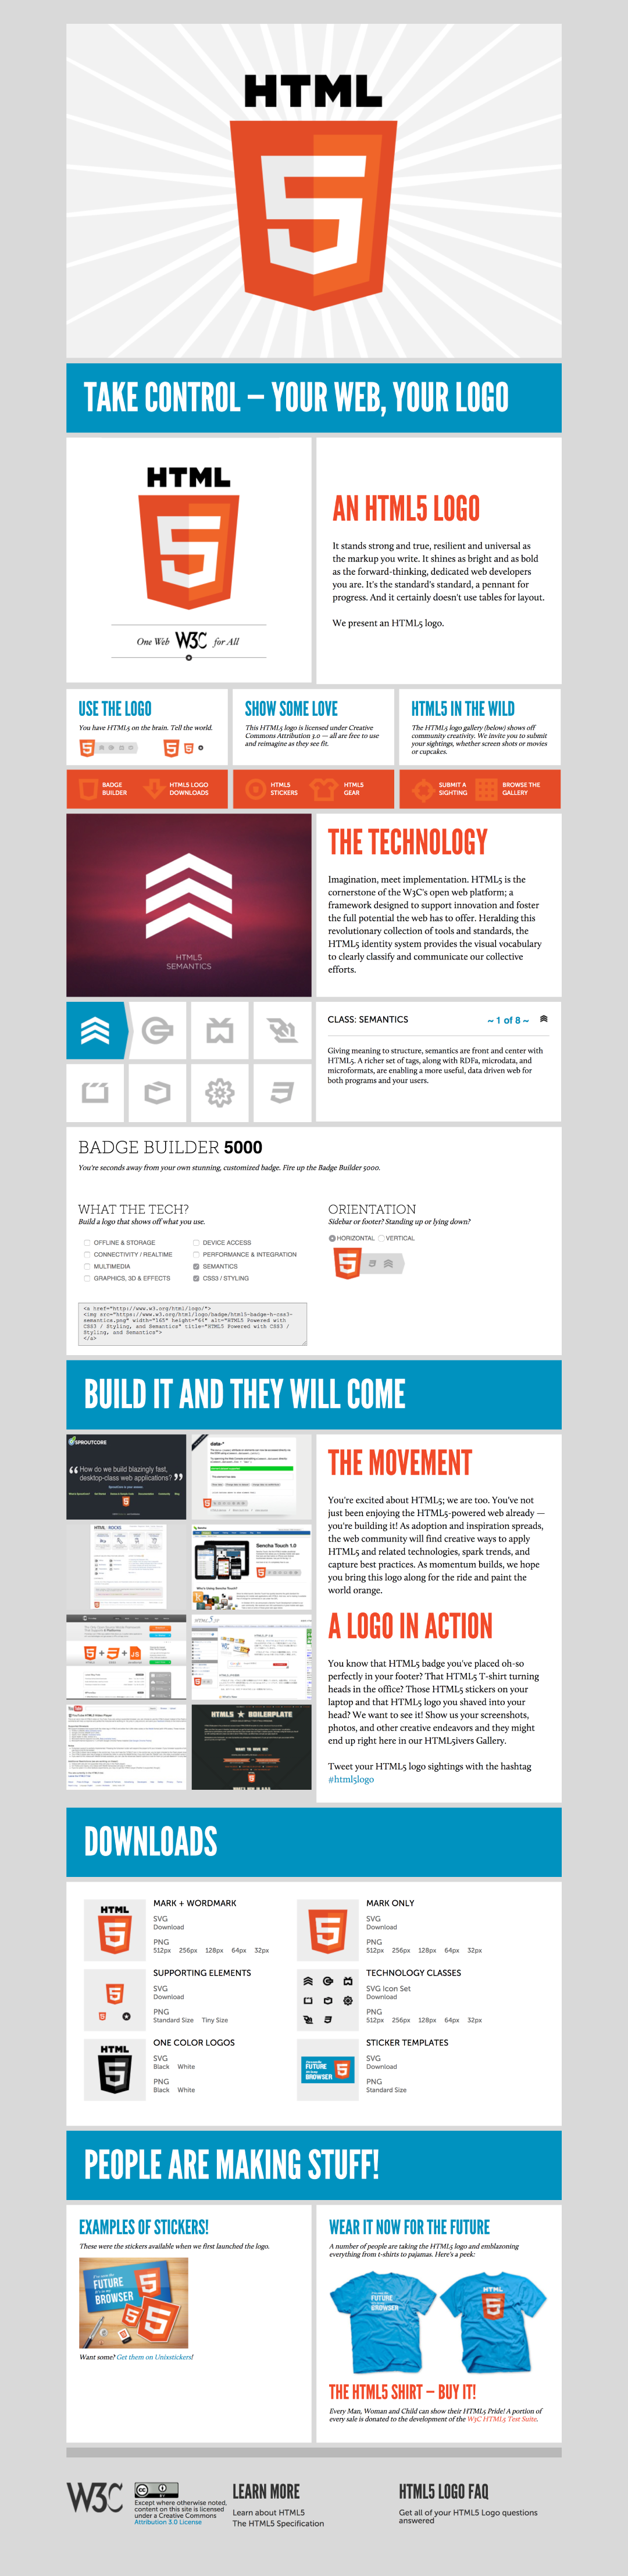 HTML
5
TAKE CONTROL — YOUR WEB, YOUR LOGO
HTML
5
One Web W3C for All
AN HTML5 LOGO
It stands strong and true, resilient and universal as
the markup you write. It shines as bright and as bold
as the forward-thinking, dedicated web developers
you are. It's the standard's standard, a pennant for
progress. And it certainly doesn't use tables for layout.
We present an HTML5 logo.
USE THE LOGO
You have HTML5 on the brain. Tell the world.
SHOW SOME LOVE
This HTML5 logo is licensed under Creative
Commons Attribution 3.0 — all are free to use
and reimagine as they see fit.
HTML5 IN THE WILD
The HTML5 logo gallery (below) shows off
community creativity. We invite you to submit
your sightings, whether screen shots or movies
or cupcakes.
BADGE
BUILDER
HTML5 LOGO
DOWNLOADS
HTML5
STICKERS
HTML5
GEAR
SUBMIT A
SIGHTING
BROWSE THE
GALLERY
HTML5
SEMANTICS
THE TECHNOLOGY
Imagination, meet implementation. HTML5 is the
cornerstone of the W3C's open web platform; a
framework designed to support innovation and foster
the full potential the web has to offer. Heralding this
revolutionary collection of tools and standards, the
HTML5 identity system provides the visual vocabulary
to clearly classify and communicate our collective
efforts.
CLASS: SEMANTICS
~ 1 of 8 ~
Giving meaning to structure, semantics are front and center with
HTML5. A richer set of tags, along with RDFa, microdata, and
microformats, are enabling a more useful, data driven web for
both programs and your users.
BADGE BUILDER 5000
You're seconds away from your own stunning, customized badge. Fire up the Badge Builder 5000.
WHAT THE TECH?
Build a logo that shows off what you use.
OFFLINE & STORAGE
DEVICE ACCESS
CONNECTIVITY / REALTIME
PERFORMANCE & INTEGRATION
MULTIMEDIA
SEMANTICS
GRAPHICS, 3D & EFFECTS
CSS3 / STYLING
ORIENTATION
Sidebar or footer? Standing up or lying down?
HORIZONTAL
VERTICAL
<a href="http://www.w3.org/html/logo/">
<img src="https://www.w3.org/html/logo/badge/html5-badge-h-css3-
semantics.png" width="165" height="64" alt="HTML5 Powered with
CSS3 / Styling, and Semantics" title="HTML5 Powered with CSS3 /
Styling, and Semantics">
</a>
BUILD IT AND THEY WILL COME
SPROUTCORE
"How do we build blazingly fast,
desktop-class web applications?"
data-*
HTML5 ROCKS
Sencha Touch 1.0
Who's Using Sencha Touch?
HTML5 BOILERPLATE
THE MOVEMENT
You're excited about HTML5; we are too. You've not
just been enjoying the HTML5-powered web already —
you're building it! As adoption and inspiration spreads,
the web community will find creative ways to apply
HTML5 and related technologies, spark trends, and
capture best practices. As momentum builds, we hope
you bring this logo along for the ride and paint the
world orange.
A LOGO IN ACTION
You know that HTML5 badge you've placed oh-so
perfectly in your footer? That HTML5 T-shirt turning
heads in the office? Those HTML5 stickers on your
laptop and that HTML5 logo you shaved into your
head? We want to see it! Show us your screenshots,
photos, and other creative endeavors and they might
end up right here in our HTML5ivers Gallery.
Tweet your HTML5 logo sightings with the hashtag
#html5logo
DOWNLOADS
HTML
MARK + WORDMARK
SVG
Download
PNG
512px 256px 128px 64px 32px
MARK ONLY
SVG
Download
PNG
512px 256px 128px 64px 32px
SUPPORTING ELEMENTS
SVG
Download
PNG
Standard Size Tiny Size
TECHNOLOGY CLASSES
SVG Icon Set
Download
PNG
512px 256px 128px 64px 32px
HTML
ONE COLOR LOGOS
SVG
Black White
PNG
Black White
FUTURE
BROWSER
STICKER TEMPLATES
SVG
Download
PNG
Standard Size
PEOPLE ARE MAKING STUFF!
EXAMPLES OF STICKERS!
These were the stickers available when we first launched the logo.
FUTURE
BROWSER
Want some? Get them on Unixstickers!
WEAR IT NOW FOR THE FUTURE
A number of people are taking the HTML5 logo and emblazoning
everything from t-shirts to pajamas. Here's a peek:
FUTURE
BROWSER
HTML
THE HTML5 SHIRT — BUY IT!
Every Man, Woman and Child can show their HTML5 Pride! A portion of
every sale is donated to the development of the W3C HTML5 Test Suite.
W3C
cc
BY
Except where otherwise noted,
content on this site is licensed
under a Creative Commons
Attribution 3.0 License
LEARN MORE
Learn about HTML5
The HTML5 Specification
HTML5 LOGO FAQ
Get all of your HTML5 Logo questions
answered